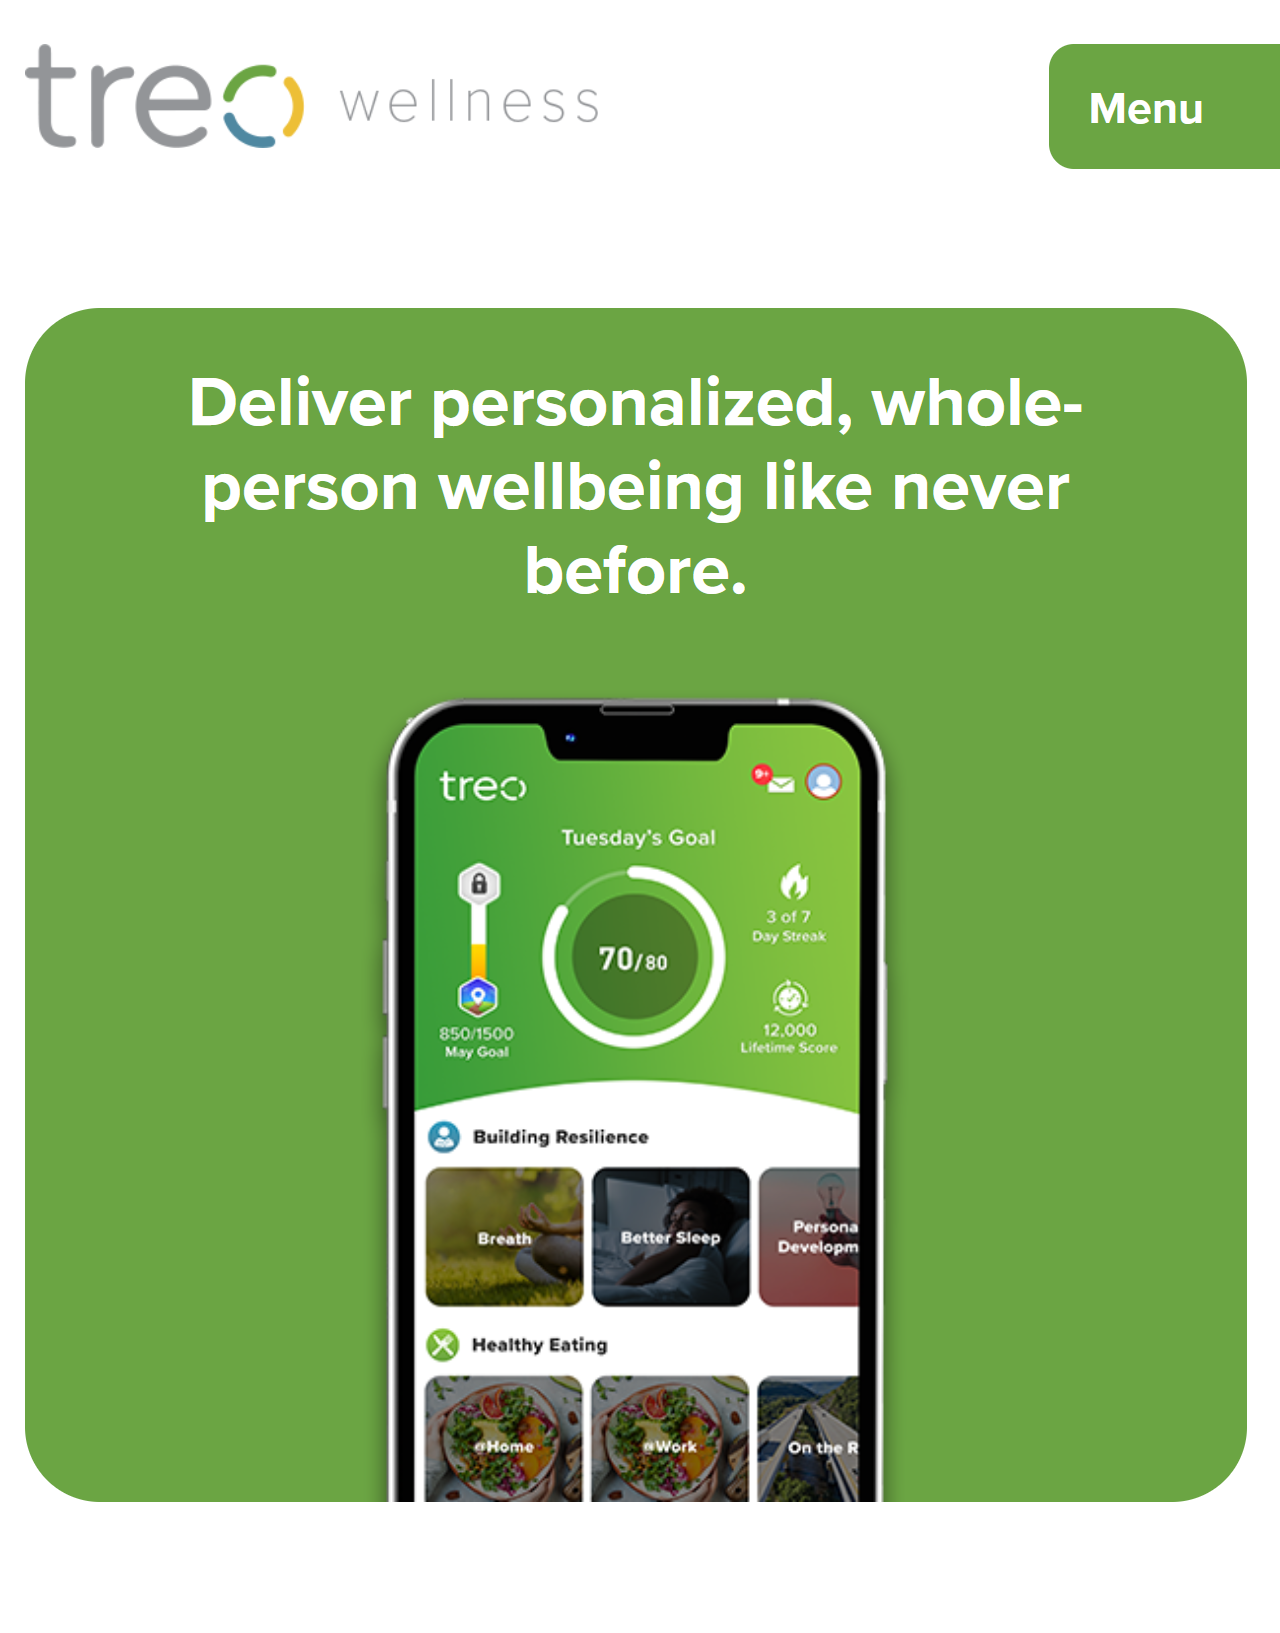 treo wellness
Menu
Deliver personalized, whole-
person wellbeing like never
before.
treo
9+
Tuesday's Goal
3 of 7
Day Streak
70/80
850/1500
May Goal
12,000
Lifetime Score
Building Resilience
Breath
Better Sleep
Persona
Developm
Healthy Eating
@Home
@Work
On the R